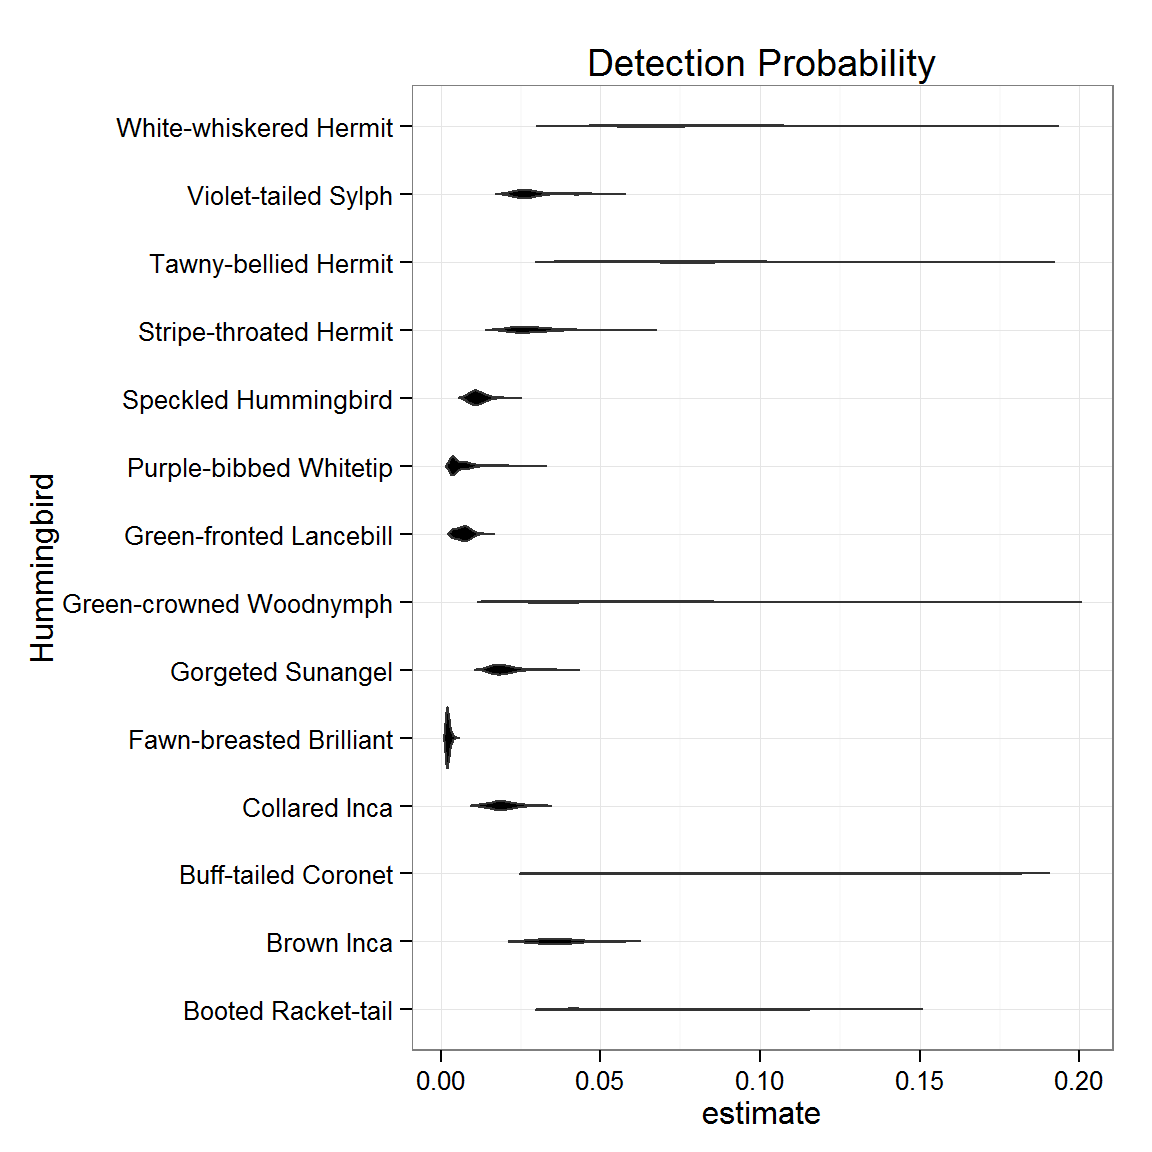 Detection Probability
White-whiskered Hermit
Violet-tailed Sylph
Tawny-bellied Hermit
Stripe-throated Hermit
Speckled Hummingbird
Purple-bibbed Whitetip
Green-fronted Lancebill
Green-crowned Woodnymph
Gorgeted Sunangel
Fawn-breasted Brilliant
Collared Inca
Buff-tailed Coronet
Brown Inca
Booted Racket-tail
Hummingbird
0.00 0.05 0.10 0.15 0.20
estimate